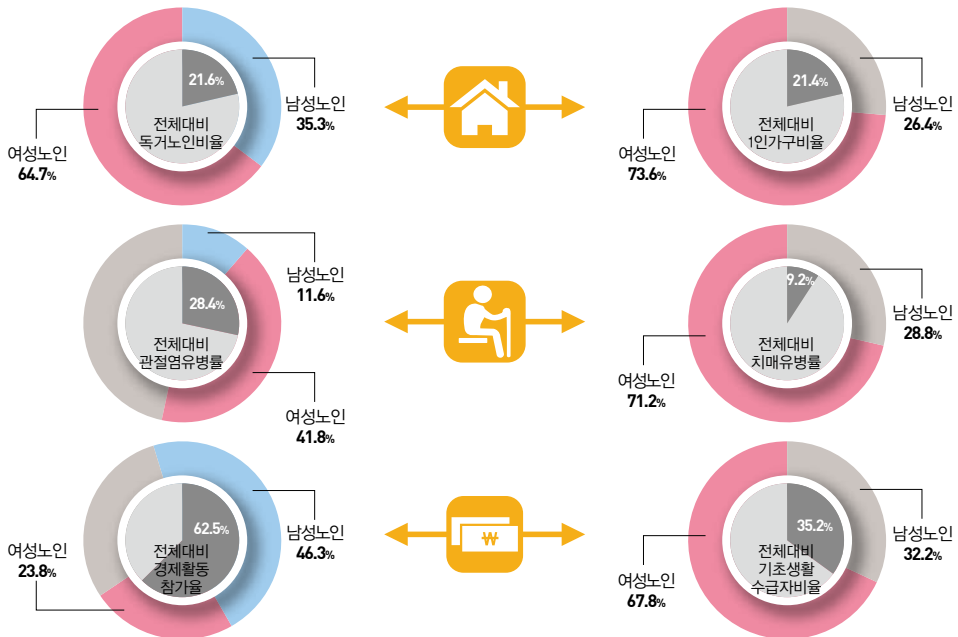 21.6%
전체대비
독거노인비율
남성노인
35.3%
여성노인
64.7%
21.4%
전체대비
1인가구비율
남성노인
26.4%
여성노인
73.6%
28.4%
전체대비
관절염유병률
남성노인
11.6%
여성노인
41.8%
9.2%
전체대비
치매유병률
남성노인
28.8%
여성노인
71.2%
62.5%
전체대비
경제활동
참가율
남성노인
46.3%
여성노인
23.8%
₩
35.2%
전체대비
기초생활
수급자비율
남성노인
32.2%
여성노인
67.8%